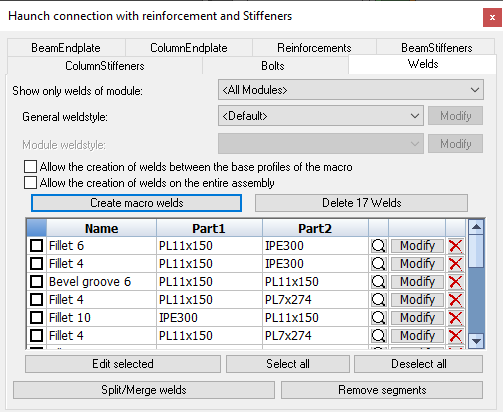 Haunch connection with reinforcement and Stiffeners
x
BeamEndplate ColumnEndplate Reinforcements BeamStiffeners
ColumnStiffeners Bolts Welds
Show only welds of module: <All Modules>
General weldstyle: <Default> Modify
Module weldstyle: Modify
Allow the creation of welds between the base profiles of the macro
Allow the creation of welds on the entire assembly
Create macro welds Delete 17 Welds
Name Part1 Part2
Fillet 6 PL11x150 IPE300 Modify
Fillet 4 PL11x150 IPE300 Modify
Bevel groove 6 PL11x150 PL11x150 Modify
Fillet 4 PL11x150 PL7x274 Modify
Fillet 10 IPE300 PL11x150 Modify
Fillet 4 PL11x150 PL7x274 Modify
Edit selected Select all Deselect all
Split/Merge welds Remove segments